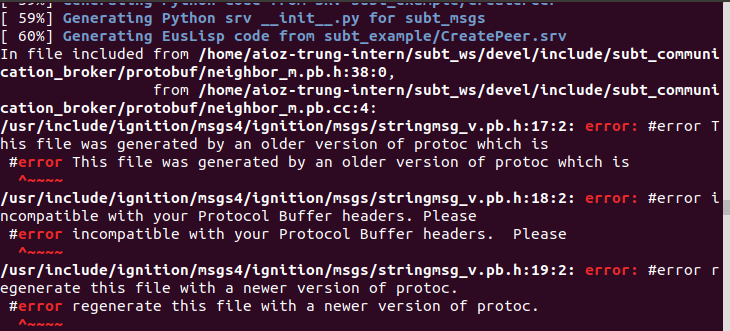 [ 59%] Generating Python srv __init__.py for subt_msgs
[ 60%] Generating EusLisp code from subt_example/CreatePeer.srv
In file included from /home/aioz-trung-intern/subt_ws/devel/include/subt_communi
cation_broker/protobuf/neighbor_m.pb.h:38:0,
                 from /home/aioz-trung-intern/subt_ws/devel/include/subt_communi
cation_broker/protobuf/neighbor_m.pb.cc:4:
/usr/include/ignition/msgs4/ignition/msgs/stringmsg_v.pb.h:17:2: error: #error T
his file was generated by an older version of protoc which is
 #error This file was generated by an older version of protoc which is
  ^~~~~
/usr/include/ignition/msgs4/ignition/msgs/stringmsg_v.pb.h:18:2: error: #error i
ncompatible with your Protocol Buffer headers. Please
 #error incompatible with your Protocol Buffer headers.  Please
  ^~~~~
/usr/include/ignition/msgs4/ignition/msgs/stringmsg_v.pb.h:19:2: error: #error r
egenerate this file with a newer version of protoc.
 #error regenerate this file with a newer version of protoc.
  ^~~~~